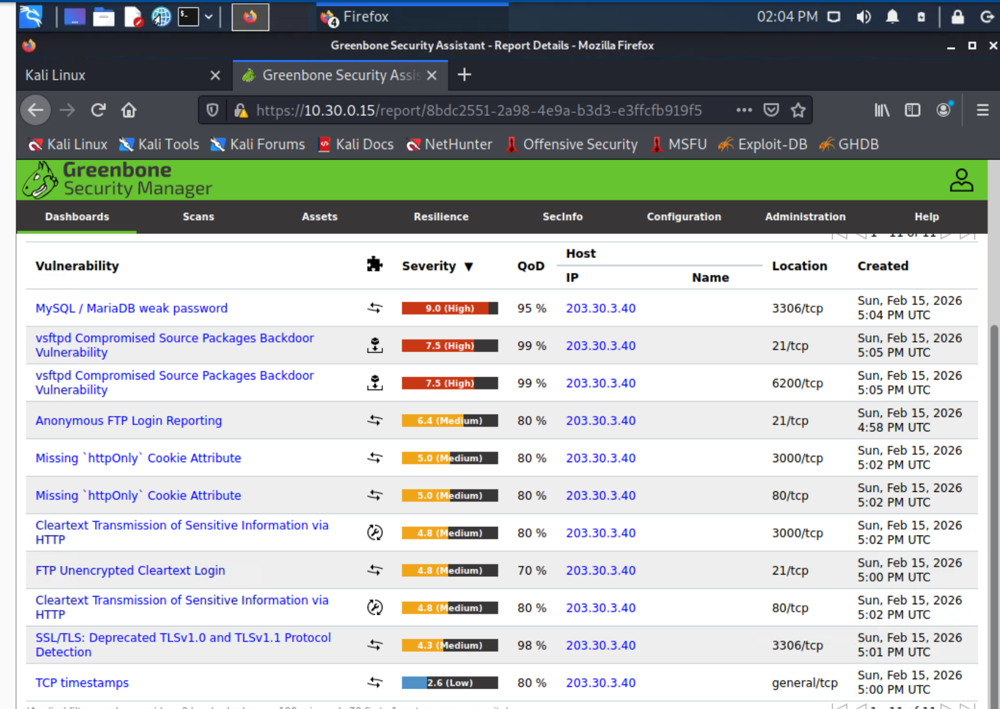 $_
4 Firefox
02:04 PM
Greenbone Security Assistant - Report Details - Mozilla Firefox
Kali Linux
Greenbone Security Assis
https://10.30.0.15/report/8bdc2551-2a98-4e9a-b3d3-e3ffcfb919f5
Kali Linux Kali Tools Kali Forums Kali Docs NetHunter Offensive Security MSFU Exploit-DB GHDB
Greenbone
Security Manager
Dashboards Scans Assets Resilience SecInfo Configuration Administration Help
1 - 11 of 11
Vulnerability Severity ▼ QoD Host Location Created
IP Name
MySQL / MariaDB weak password 9.0 (High) 95 % 203.30.3.40 3306/tcp Sun, Feb 15, 2026
5:04 PM UTC
vsftpd Compromised Source Packages Backdoor
Vulnerability 7.5 (High) 99 % 203.30.3.40 21/tcp Sun, Feb 15, 2026
5:05 PM UTC
vsftpd Compromised Source Packages Backdoor
Vulnerability 7.5 (High) 99 % 203.30.3.40 6200/tcp Sun, Feb 15, 2026
5:05 PM UTC
Anonymous FTP Login Reporting 6.4 (Medium) 80 % 203.30.3.40 21/tcp Sun, Feb 15, 2026
4:58 PM UTC
Missing `httpOnly` Cookie Attribute 5.0 (Medium) 80 % 203.30.3.40 3000/tcp Sun, Feb 15, 2026
5:02 PM UTC
Missing `httpOnly` Cookie Attribute 5.0 (Medium) 80 % 203.30.3.40 80/tcp Sun, Feb 15, 2026
5:02 PM UTC
Cleartext Transmission of Sensitive Information via
HTTP 4.8 (Medium) 80 % 203.30.3.40 3000/tcp Sun, Feb 15, 2026
5:02 PM UTC
FTP Unencrypted Cleartext Login 4.8 (Medium) 70 % 203.30.3.40 21/tcp Sun, Feb 15, 2026
5:00 PM UTC
Cleartext Transmission of Sensitive Information via
HTTP 4.8 (Medium) 80 % 203.30.3.40 80/tcp Sun, Feb 15, 2026
5:02 PM UTC
SSL/TLS: Deprecated TLSv1.0 and TLSv1.1 Protocol
Detection 4.3 (Medium) 98 % 203.30.3.40 3306/tcp Sun, Feb 15, 2026
5:01 PM UTC
TCP timestamps 2.6 (Low) 80 % 203.30.3.40 general/tcp Sun, Feb 15, 2026
5:00 PM UTC
1 - 11 of 11